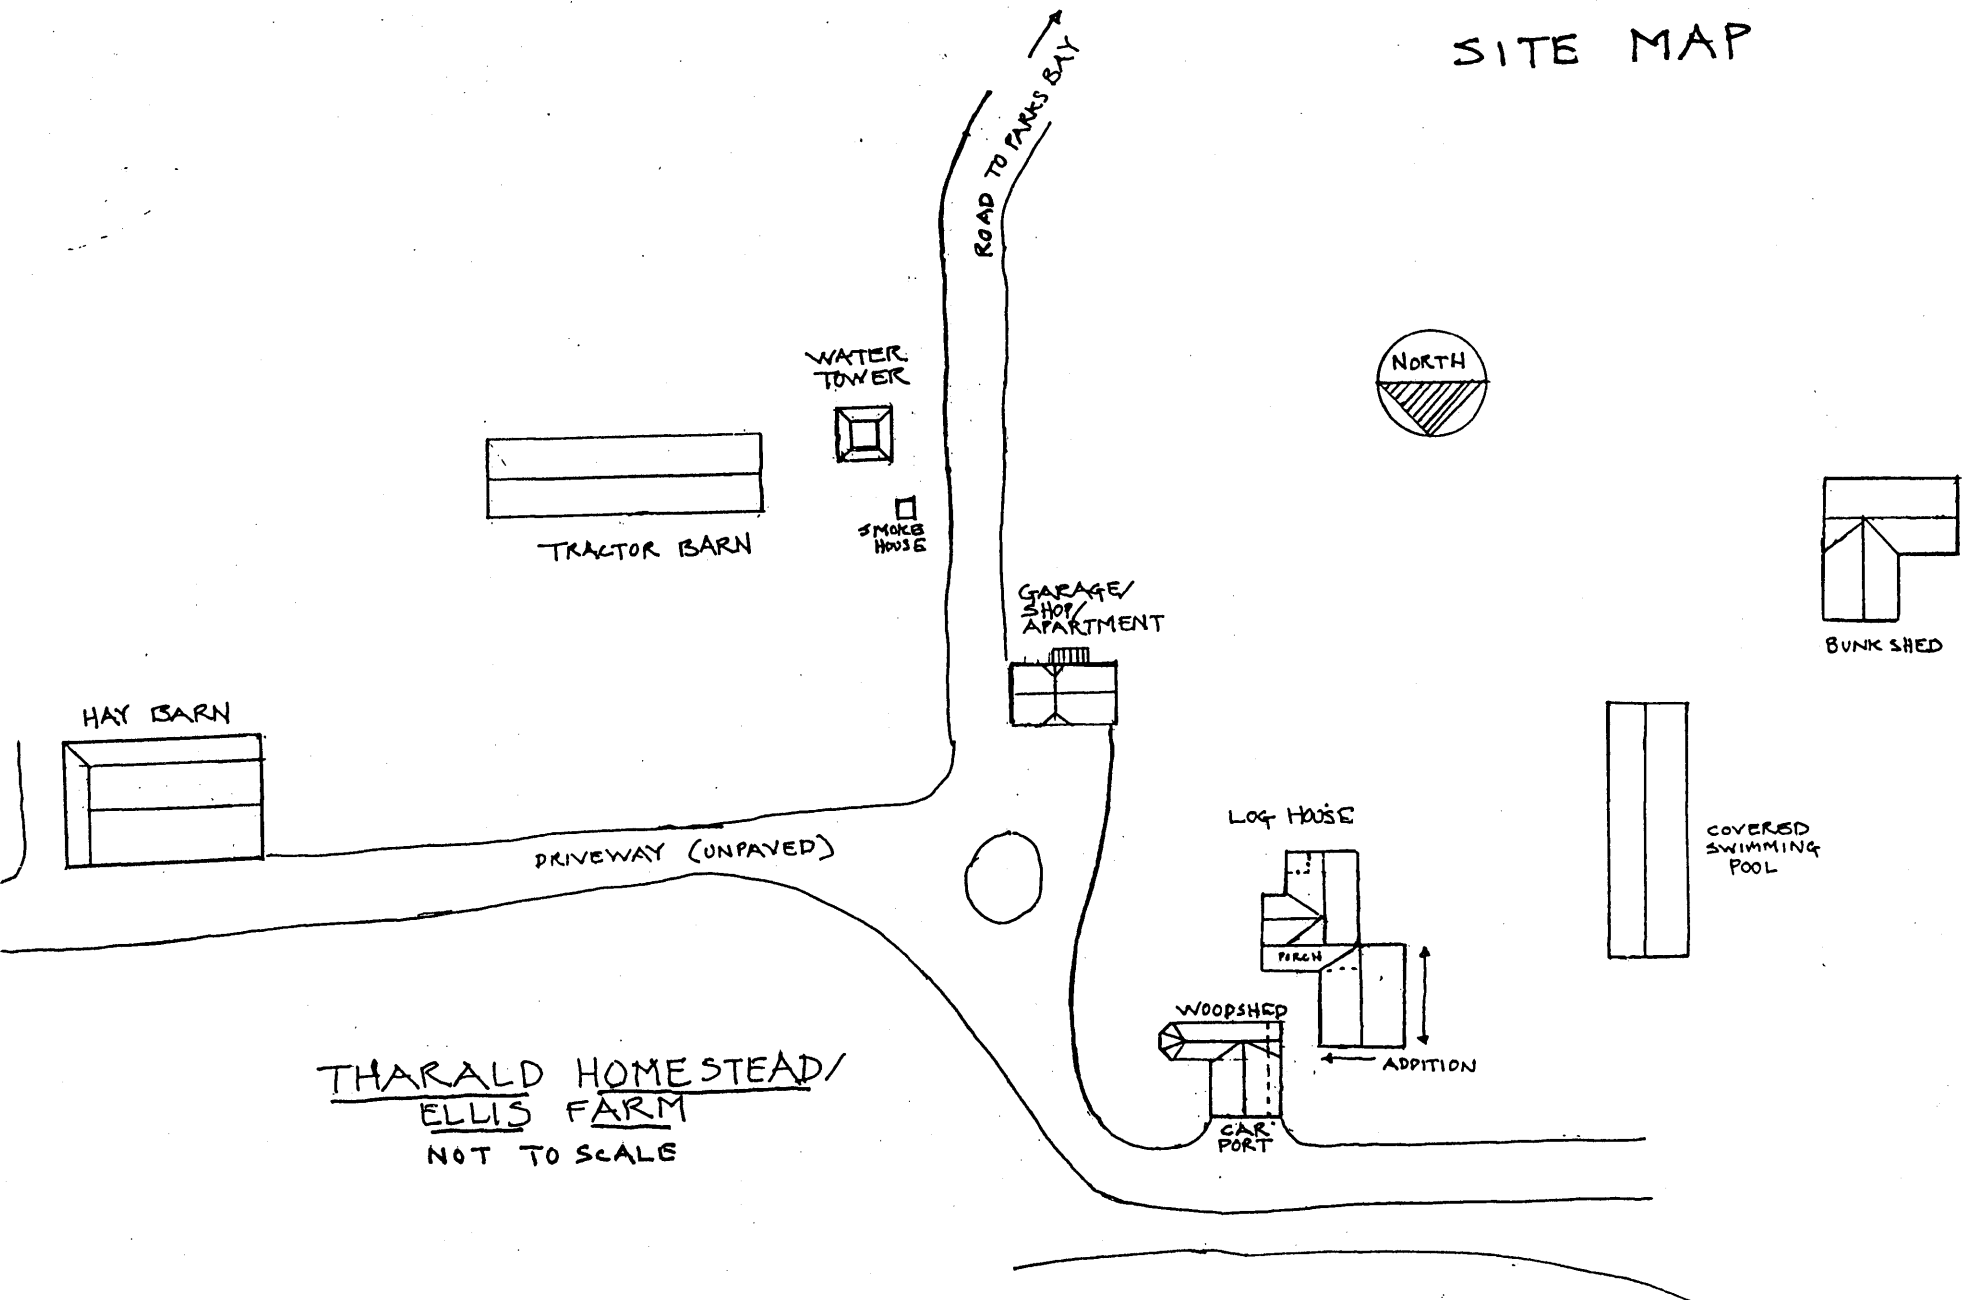 SITE MAP
ROAD TO PARKS BAY
NORTH
WATER
TOWER
SMOKE
HOUSE
TRACTOR BARN
GARAGE/
SHOP/
APARTMENT
BUNK SHED
HAY BARN
LOG HOUSE
COVERED
SWIMMING
POOL
DRIVEWAY (UNPAVED)
PORCH
WOODSHED
ADDITION
CAR
PORT
THARALD HOMESTEAD/
ELLIS FARM
NOT TO SCALE